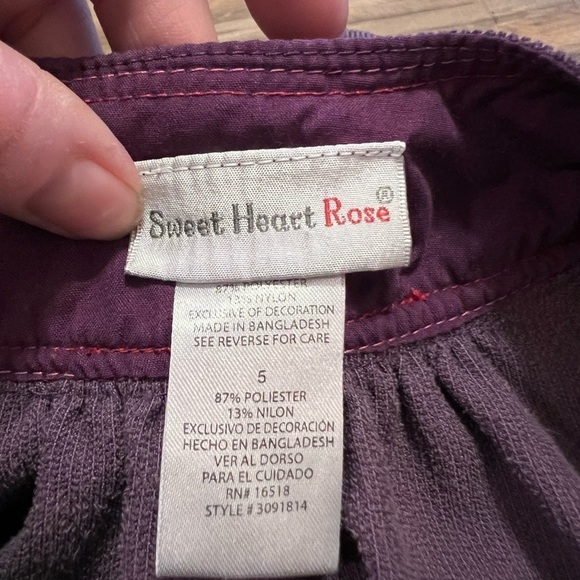 Sweet Heart Rose®
87% POLYESTER
13% NYLON
EXCLUSIVE OF DECORATION
MADE IN BANGLADESH
SEE REVERSE FOR CARE
5
87% POLIESTER
13% NILON
EXCLUSIVO DE DECORACIÓN
HECHO EN BANGLADESH
VER AL DORSO
PARA EL CUIDADO
RN# 16518
STYLE # 3091814